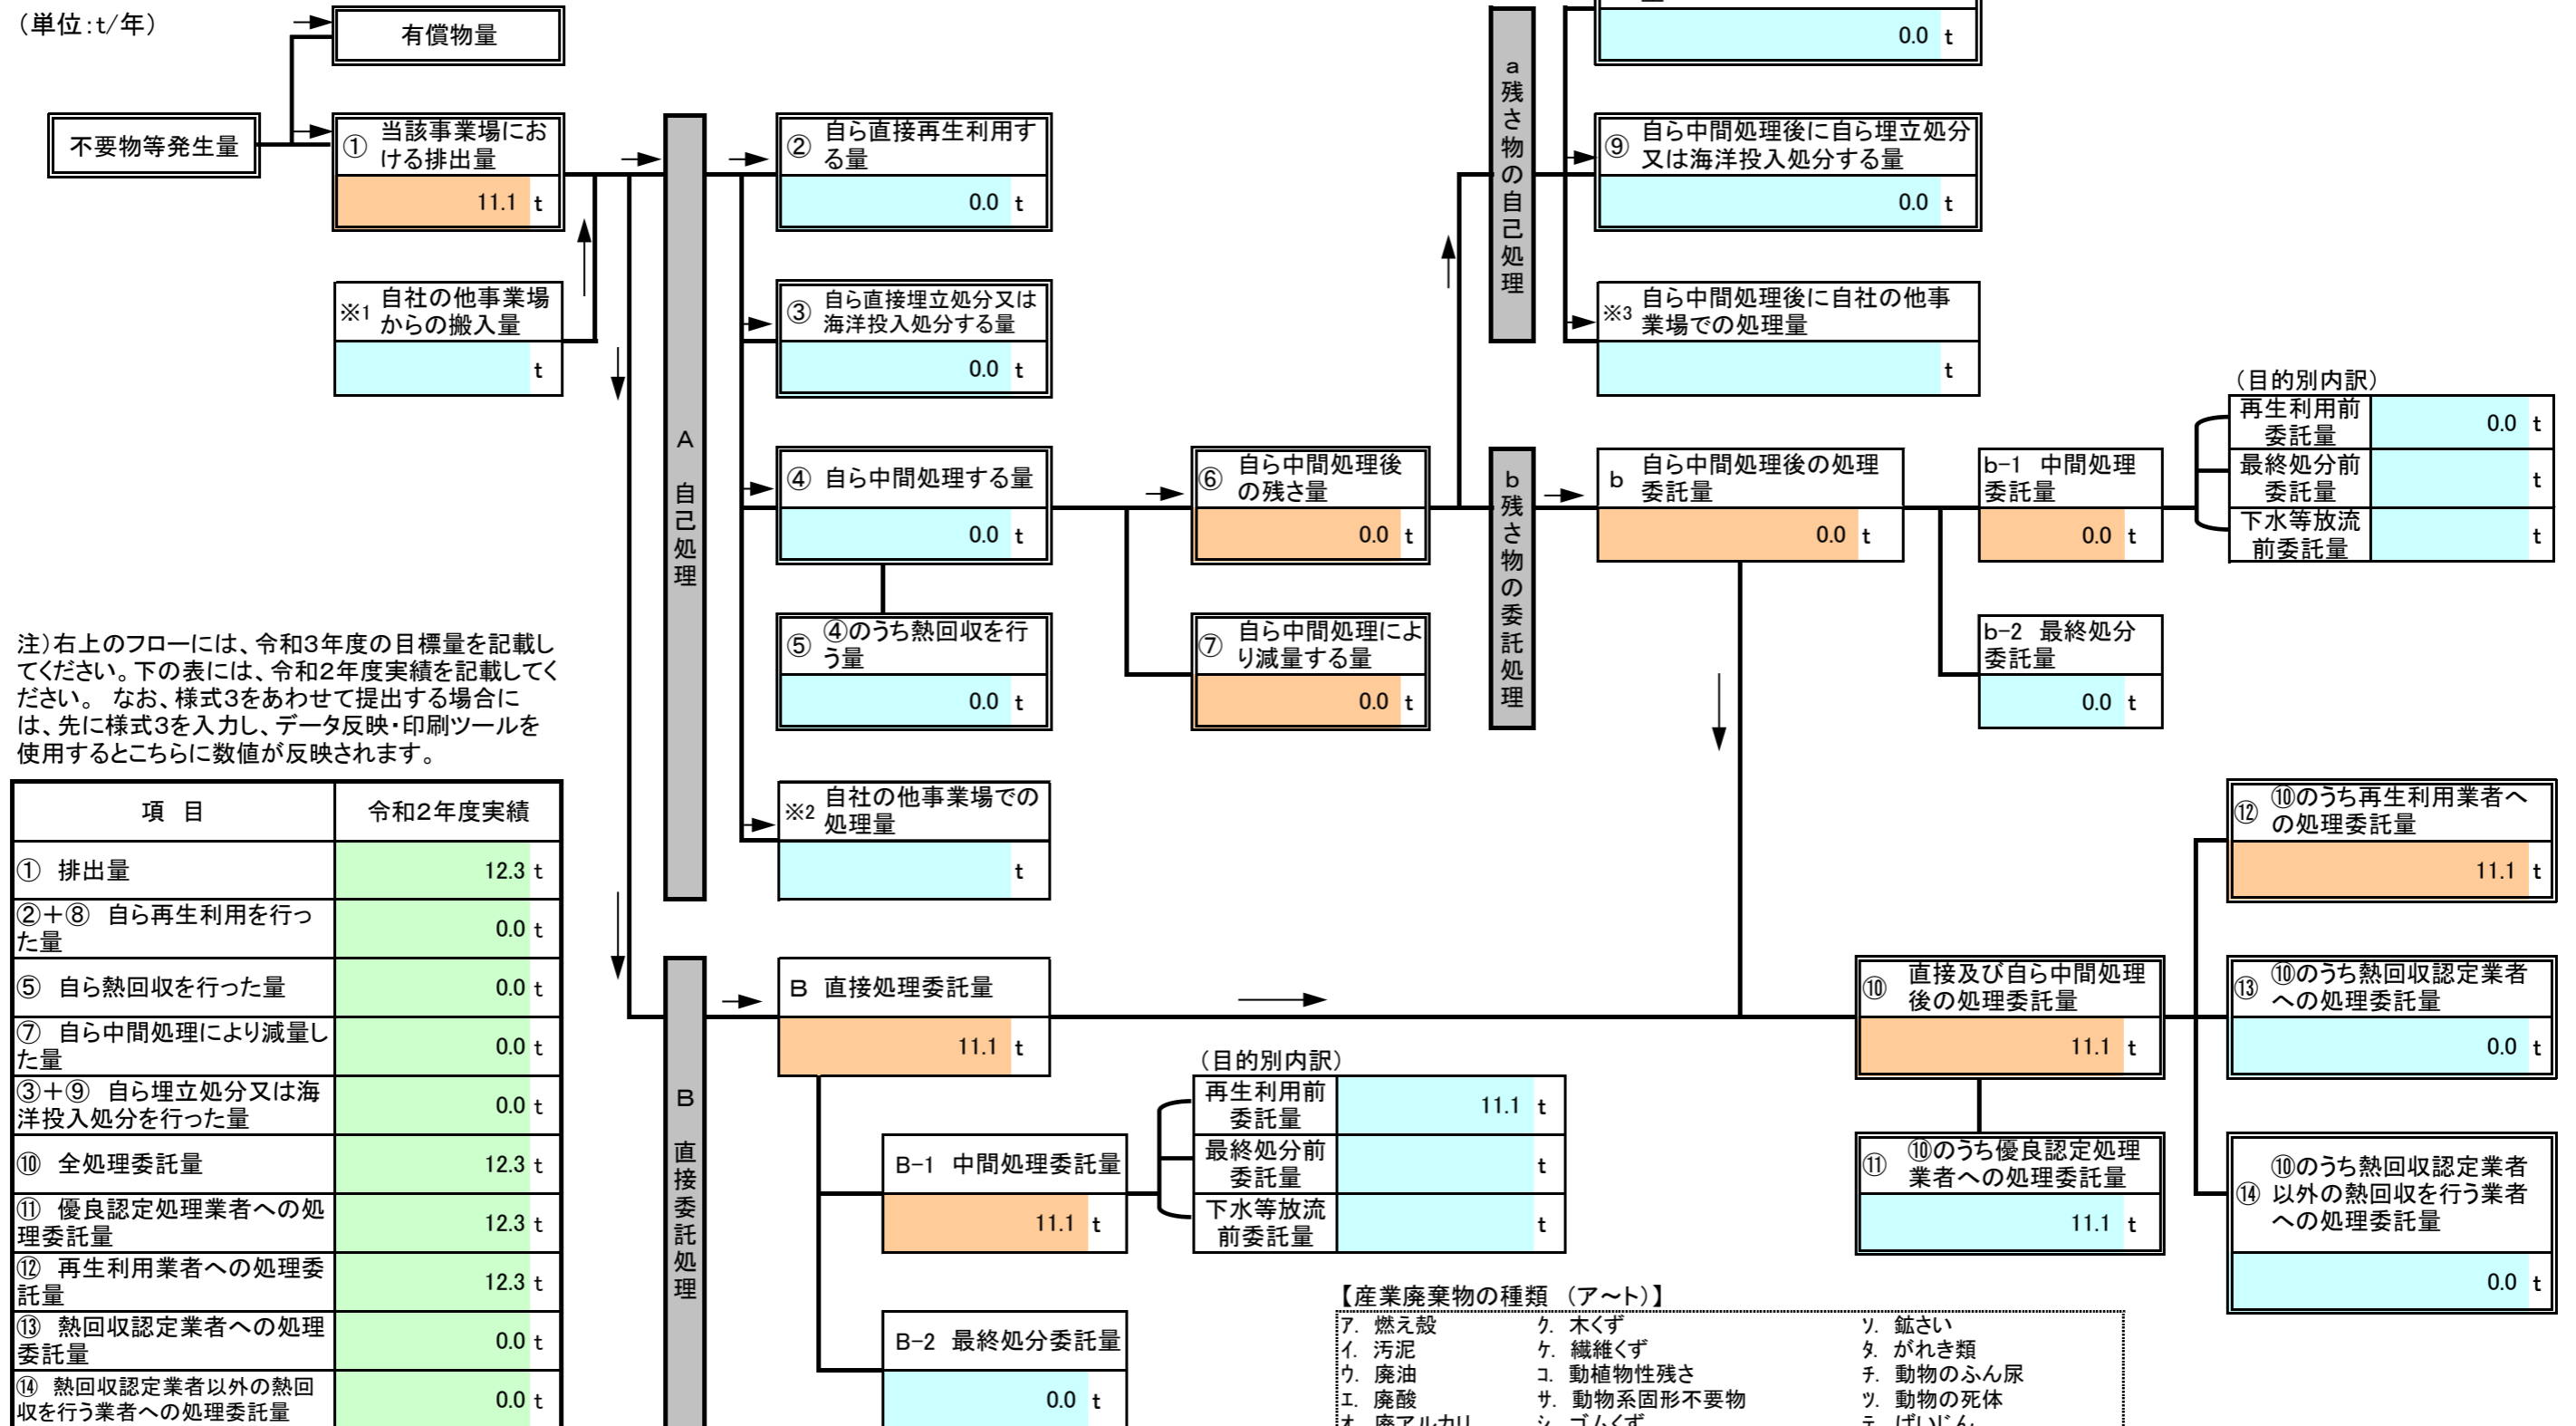 （単位：t/年）
有償物量
不要物等発生量
① 当該事業場にお
ける排出量
11.1 t
※1 自社の他事業場
からの搬入量
t
A 自己処理
② 自ら直接再生利用す
る量
0.0 t
③ 自ら直接埋立処分又は
海洋投入処分する量
0.0 t
④ 自ら中間処理する量
0.0 t
⑤ ④のうち熱回収を行
う量
0.0 t
※2 自社の他事業場での
処理量
t
⑥ 自ら中間処理後
の残さ量
0.0 t
⑦ 自ら中間処理によ
り減量する量
0.0 t
a残さ物の自己処理
0.0 t
⑨ 自ら中間処理後に自ら埋立処分
又は海洋投入処分する量
0.0 t
※3 自ら中間処理後に自社の他事
業場での処理量
t
b残さ物の委託処理
b 自ら中間処理後の処理
委託量
0.0 t
b-1 中間処理
委託量
0.0 t
b-2 最終処分
委託量
0.0 t
（目的別内訳）
再生利用前
委託量
0.0 t
最終処分前
委託量
t
下水等放流
前委託量
t
注）右上のフローには、令和3年度の目標量を記載し
てください。下の表には、令和2年度実績を記載してく
ださい。 なお、様式3をあわせて提出する場合に
は、先に様式3を入力し、データ反映・印刷ツールを
使用するとこちらに数値が反映されます。
項 目 令和2年度実績
① 排出量 12.3 t
②＋⑧ 自ら再生利用を行っ
た量 0.0 t
⑤ 自ら熱回収を行った量 0.0 t
⑦ 自ら中間処理により減量し
た量 0.0 t
③＋⑨ 自ら埋立処分又は海
洋投入処分を行った量 0.0 t
⑩ 全処理委託量 12.3 t
⑪ 優良認定処理業者への処
理委託量 12.3 t
⑫ 再生利用業者への処理委
託量 12.3 t
⑬ 熱回収認定業者への処理
委託量 0.0 t
⑭ 熱回収認定業者以外の熱回
収を行う業者への処理委託量 0.0 t
B 直接委託処理
B 直接処理委託量
11.1 t
B-1 中間処理委託量
11.1 t
B-2 最終処分委託量
0.0 t
（目的別内訳）
再生利用前
委託量
11.1 t
最終処分前
委託量
t
下水等放流
前委託量
t
⑩ 直接及び自ら中間処理
後の処理委託量
11.1 t
⑪ ⑩のうち優良認定処理
業者への処理委託量
11.1 t
⑫ ⑩のうち再生利用業者へ
の処理委託量
11.1 t
⑬ ⑩のうち熱回収認定業者
への処理委託量
0.0 t
⑭ ⑩のうち熱回収認定業者
以外の熱回収を行う業者
への処理委託量
0.0 t
【産業廃棄物の種類 （ア～ト）】
ア. 燃え殻 ク. 木くず ソ. 鉱さい
イ. 汚泥 ケ. 繊維くず タ. がれき類
ウ. 廃油 コ. 動植物性残さ チ. 動物のふん尿
エ. 廃酸 サ. 動物系固形不要物 ツ. 動物の死体
オ. 廃アルカリ シ. ゴムくず テ. ばいじん